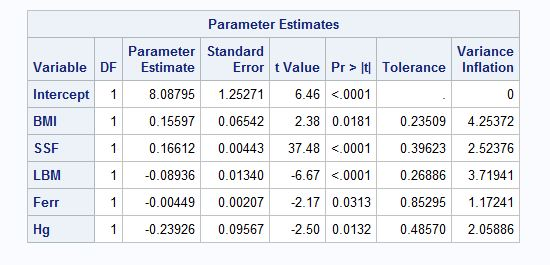 Parameter Estimates
Variable DF Parameter Estimate Standard Error t Value Pr > |t| Tolerance Variance Inflation
Intercept 1 8.08795 1.25271 6.46 <.0001 . 0
BMI 1 0.15597 0.06542 2.38 0.0181 0.23509 4.25372
SSF 1 0.16612 0.00443 37.48 <.0001 0.39623 2.52376
LBM 1 -0.08936 0.01340 -6.67 <.0001 0.26886 3.71941
Ferr 1 -0.00449 0.00207 -2.17 0.0313 0.85295 1.17241
Hg 1 -0.23926 0.09567 -2.50 0.0132 0.48570 2.05886